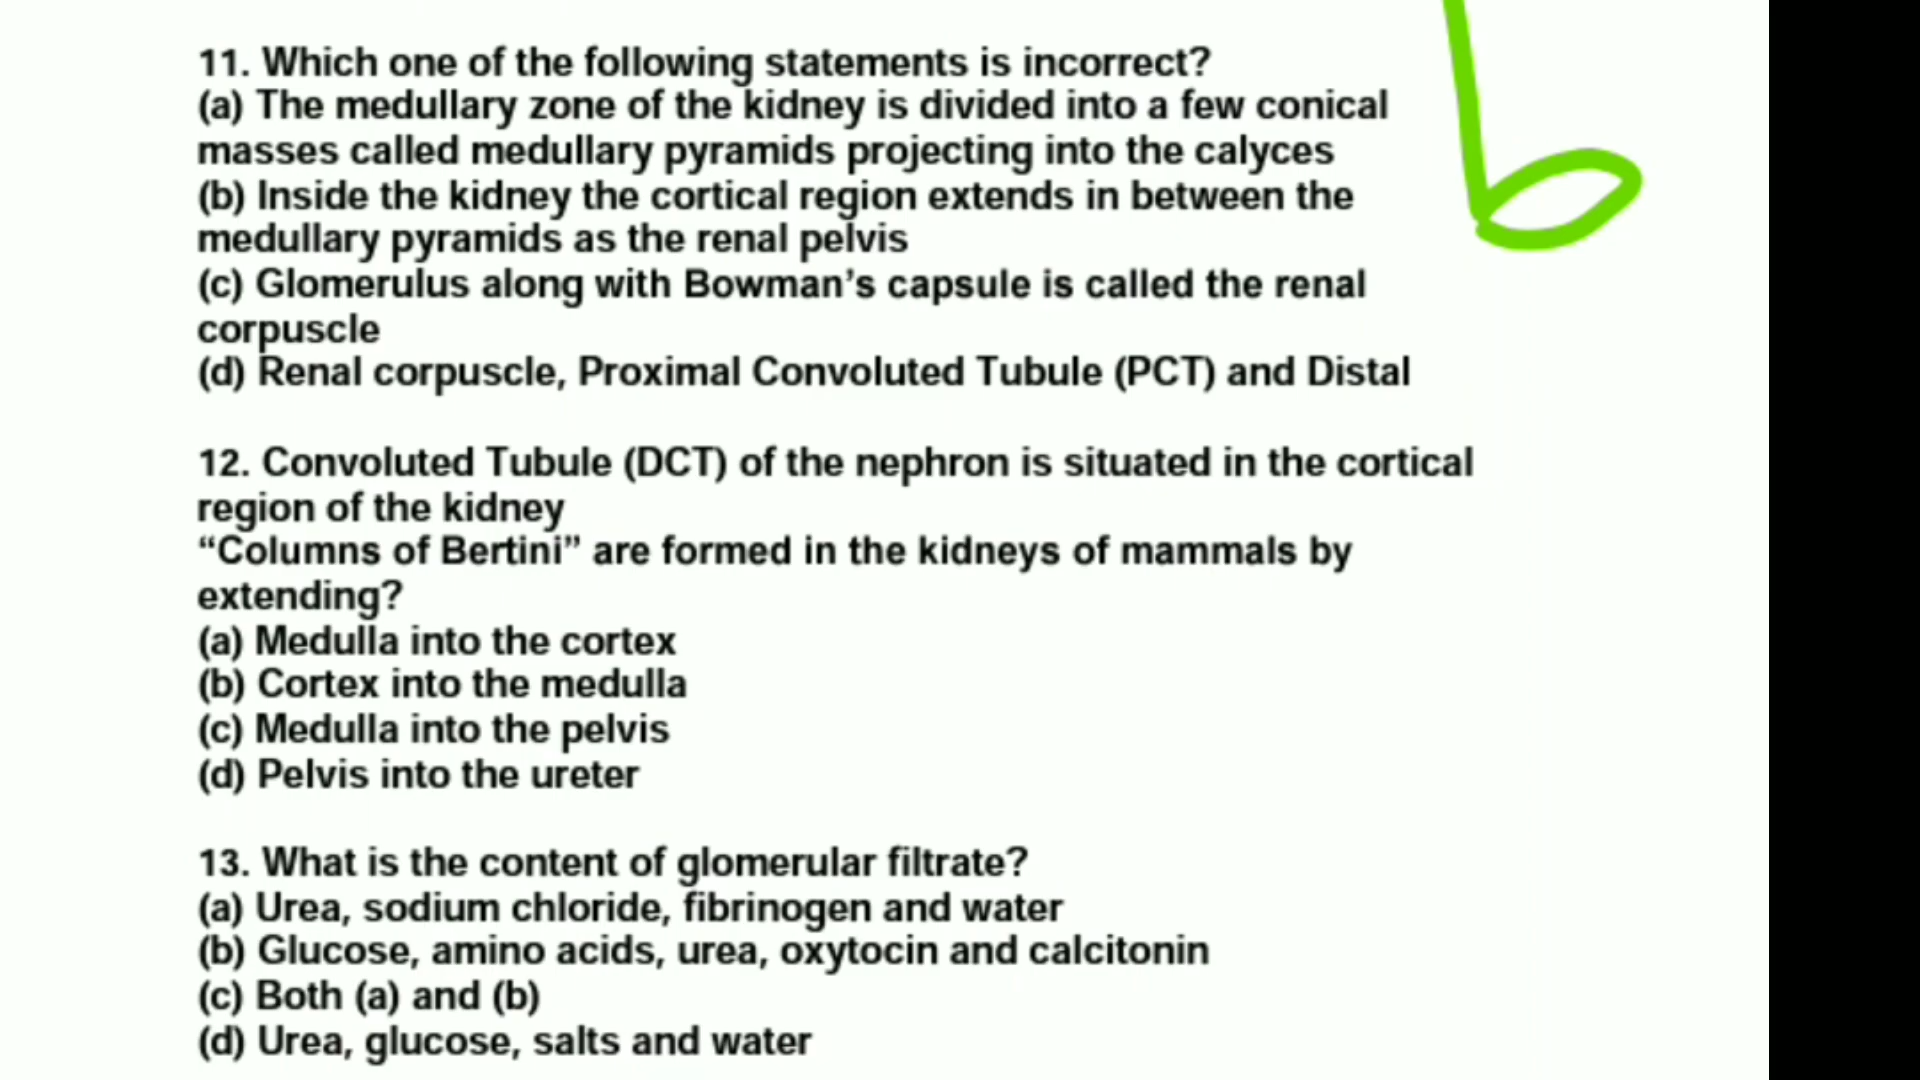 11. Which one of the following statements is incorrect?
(a) The medullary zone of the kidney is divided into a few conical
masses called medullary pyramids projecting into the calyces
(b) Inside the kidney the cortical region extends in between the
medullary pyramids as the renal pelvis
(c) Glomerulus along with Bowman’s capsule is called the renal
corpuscle
(d) Renal corpuscle, Proximal Convoluted Tubule (PCT) and Distal
12. Convoluted Tubule (DCT) of the nephron is situated in the cortical
region of the kidney
“Columns of Bertini” are formed in the kidneys of mammals by
extending?
(a) Medulla into the cortex
(b) Cortex into the medulla
(c) Medulla into the pelvis
(d) Pelvis into the ureter
13. What is the content of glomerular filtrate?
(a) Urea, sodium chloride, fibrinogen and water
(b) Glucose, amino acids, urea, oxytocin and calcitonin
(c) Both (a) and (b)
(d) Urea, glucose, salts and water
b